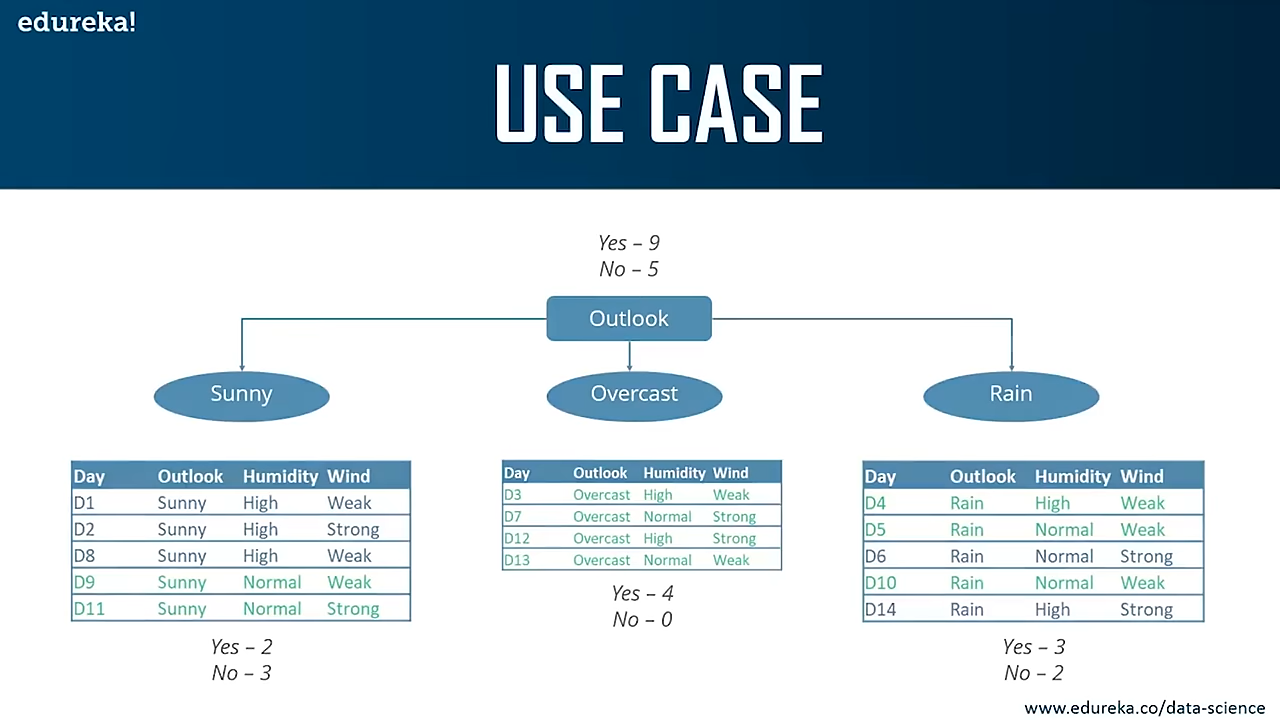 edureka!
USE CASE
Yes – 9
No – 5
Outlook
Sunny
Overcast
Rain
Day Outlook Humidity Wind
D1 Sunny High Weak
D2 Sunny High Strong
D8 Sunny High Weak
D9 Sunny Normal Weak
D11 Sunny Normal Strong
Yes – 2
No – 3
Day Outlook Humidity Wind
D3 Overcast High Weak
D7 Overcast Normal Strong
D12 Overcast High Strong
D13 Overcast Normal Weak
Yes – 4
No – 0
Day Outlook Humidity Wind
D4 Rain High Weak
D5 Rain Normal Weak
D6 Rain Normal Strong
D10 Rain Normal Weak
D14 Rain High Strong
Yes – 3
No – 2
www.edureka.co/data-science